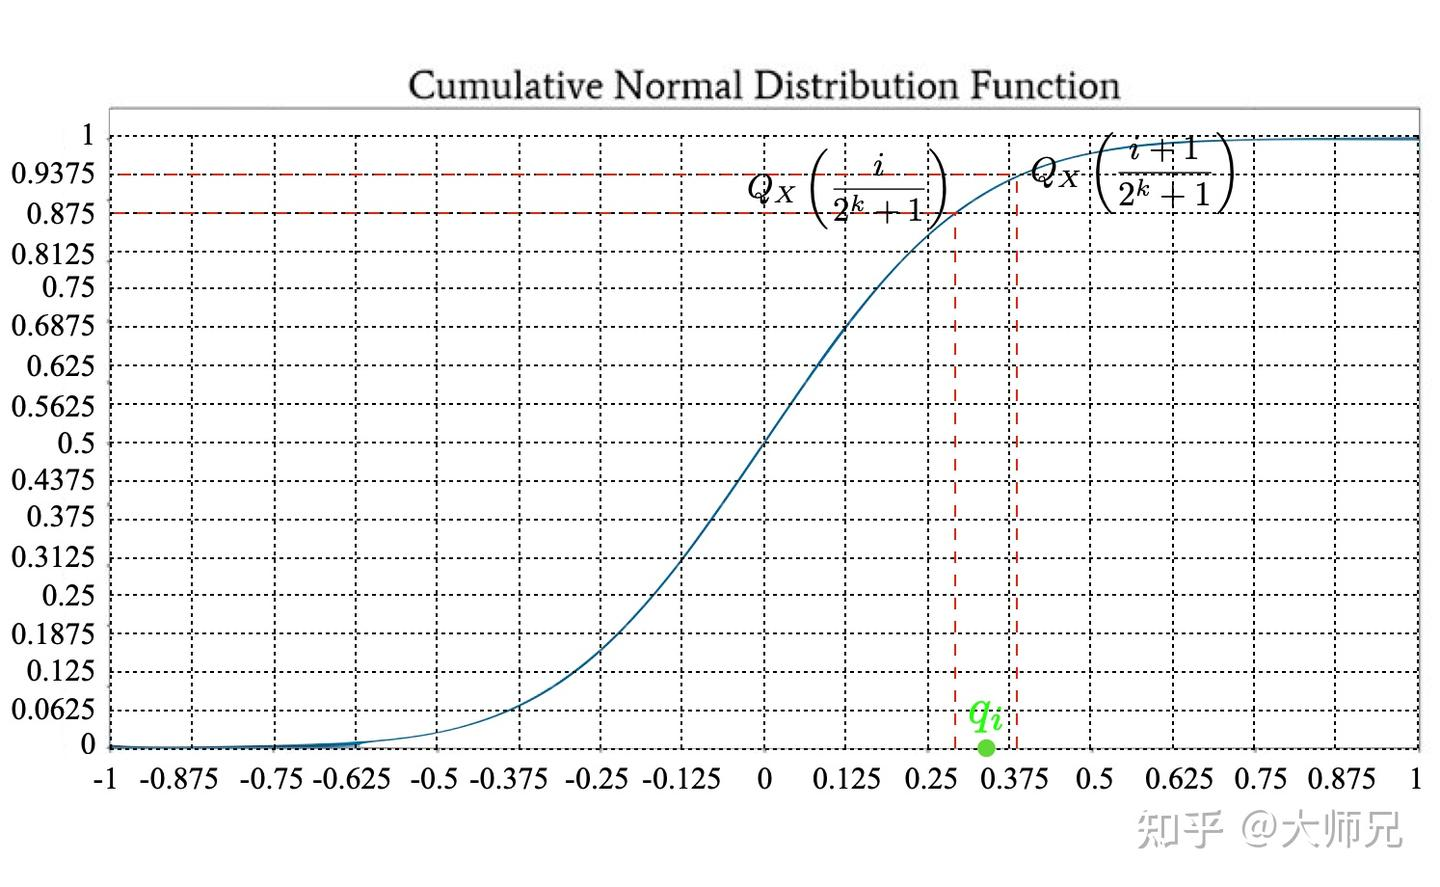 Cumulative Normal Distribution Function
1
0.9375
0.875
0.8125
0.75
0.6875
0.625
0.5625
0.5
0.4375
0.375
0.3125
0.25
0.1875
0.125
0.0625
0
Q_X(i/(2^k + 1))
Q_X((i + 1)/(2^k + 1))
q_i
-1 -0.875 -0.75 -0.625 -0.5 -0.375 -0.25 -0.125 0 0.125 0.25 0.375 0.5 0.625 0.75 0.875 1
知乎 @大师兄